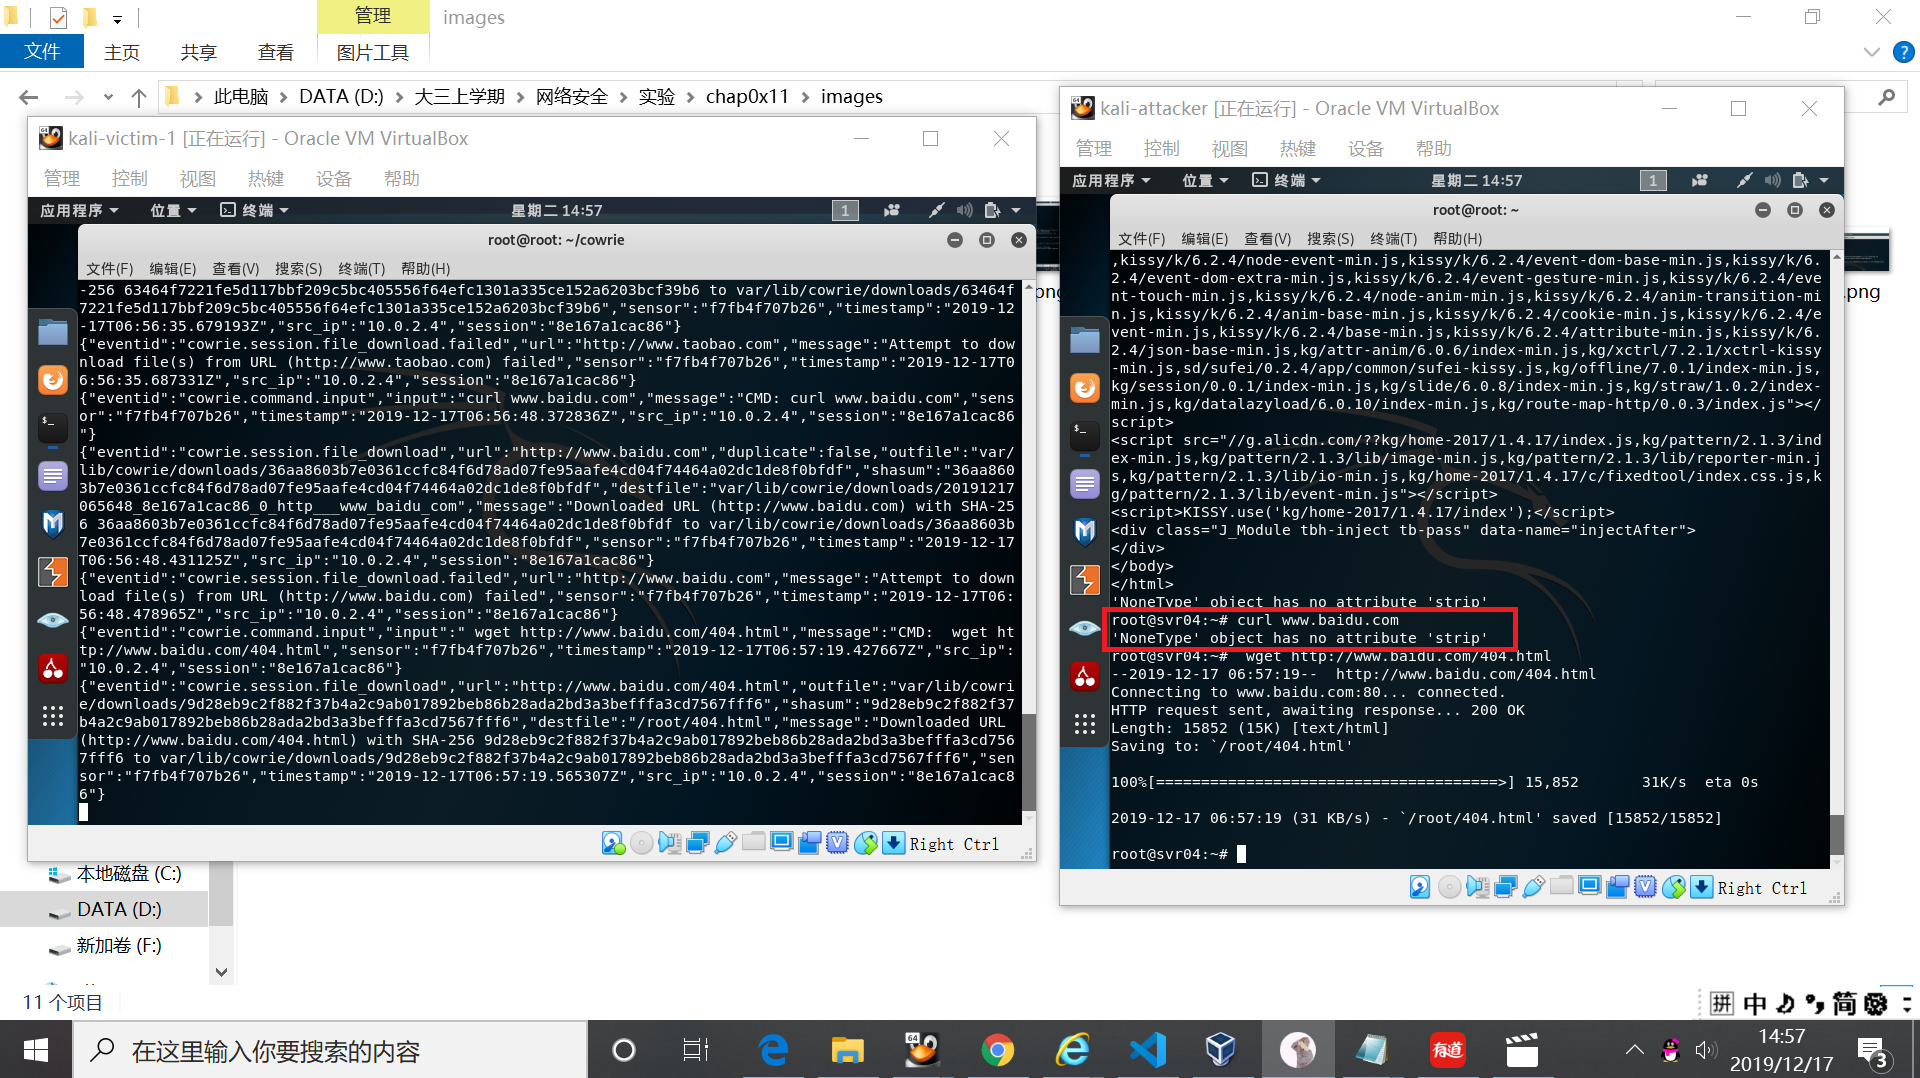 管理
images
文件
主页
共享
查看
图片工具
此电脑
DATA (D:)
大三上学期
网络安全
实验
chap0x11
images
kali-victim-1 [正在运行] - Oracle VM VirtualBox
管理 控制 视图 热键 设备 帮助
应用程序 位置 终端 星期二 14:57 1
root@root: ~/cowrie
文件(F) 编辑(E) 查看(V) 搜索(S) 终端(T) 帮助(H)
-256 63464f7221fe5d117bbf209c5bc405556f64efc1301a335ce152a6203bcf39b6 to var/lib/cowrie/downloads/63464f
7221fe5d117bbf209c5bc405556f64efc1301a335ce152a6203bcf39b6","sensor":"f7fb4f707b26","timestamp":"2019-12
-17T06:56:35.679193Z","src_ip":"10.0.2.4","session":"8e167a1cac86"}
{"eventid":"cowrie.session.file_download.failed","url":"http://www.taobao.com","message":"Attempt to dow
nload file(s) from URL (http://www.taobao.com) failed","sensor":"f7fb4f707b26","timestamp":"2019-12-17T0
6:56:35.687331Z","src_ip":"10.0.2.4","session":"8e167a1cac86"}
{"eventid":"cowrie.command.input","input":"curl www.baidu.com","message":"CMD: curl www.baidu.com","sens
or":"f7fb4f707b26","timestamp":"2019-12-17T06:56:48.372836Z","src_ip":"10.0.2.4","session":"8e167a1cac86
"}
{"eventid":"cowrie.session.file_download","url":"http://www.baidu.com","duplicate":false,"outfile":"var/
lib/cowrie/downloads/36aa8603b7e0361ccfc84f6d78ad07fe95aafe4cd04f74464a02dc1de8f0bfdf","shasum":"36aa860
3b7e0361ccfc84f6d78ad07fe95aafe4cd04f74464a02dc1de8f0bfdf","destfile":"var/lib/cowrie/downloads/20191217
065648_8e167a1cac86_0_http___www_baidu_com","message":"Downloaded URL (http://www.baidu.com) with SHA-25
6 36aa8603b7e0361ccfc84f6d78ad07fe95aafe4cd04f74464a02dc1de8f0bfdf to var/lib/cowrie/downloads/36aa8603b
7e0361ccfc84f6d78ad07fe95aafe4cd04f74464a02dc1de8f0bfdf","sensor":"f7fb4f707b26","timestamp":"2019-12-17
T06:56:48.431125Z","src_ip":"10.0.2.4","session":"8e167a1cac86"}
{"eventid":"cowrie.session.file_download.failed","url":"http://www.baidu.com","message":"Attempt to down
load file(s) from URL (http://www.baidu.com) failed","sensor":"f7fb4f707b26","timestamp":"2019-12-17T06:
56:48.478965Z","src_ip":"10.0.2.4","session":"8e167a1cac86"}
{"eventid":"cowrie.command.input","input":" wget http://www.baidu.com/404.html","message":"CMD:  wget ht
tp://www.baidu.com/404.html","sensor":"f7fb4f707b26","timestamp":"2019-12-17T06:57:19.427667Z","src_ip":
"10.0.2.4","session":"8e167a1cac86"}
{"eventid":"cowrie.session.file_download","url":"http://www.baidu.com/404.html","outfile":"var/lib/cowri
e/downloads/9d28eb9c2f882f37b4a2c9ab017892beb86b28ada2bd3a3befffa3cd7567fff6","shasum":"9d28eb9c2f882f37
b4a2c9ab017892beb86b28ada2bd3a3befffa3cd7567fff6","destfile":"/root/404.html","message":"Downloaded URL
(http://www.baidu.com/404.html) with SHA-256 9d28eb9c2f882f37b4a2c9ab017892beb86b28ada2bd3a3befffa3cd756
7fff6 to var/lib/cowrie/downloads/9d28eb9c2f882f37b4a2c9ab017892beb86b28ada2bd3a3befffa3cd7567fff6","sen
sor":"f7fb4f707b26","timestamp":"2019-12-17T06:57:19.565307Z","src_ip":"10.0.2.4","session":"8e167a1cac8
6"}
Right Ctrl
kali-attacker [正在运行] - Oracle VM VirtualBox
管理 控制 视图 热键 设备 帮助
应用程序 位置 终端 星期二 14:57 1
root@root: ~
文件(F) 编辑(E) 查看(V) 搜索(S) 终端(T) 帮助(H)
,kissy/k/6.2.4/node-event-min.js,kissy/k/6.2.4/event-dom-base-min.js,kissy/k/6.
2.4/event-dom-extra-min.js,kissy/k/6.2.4/event-gesture-min.js,kissy/k/6.2.4/eve
nt-touch-min.js,kissy/k/6.2.4/node-anim-min.js,kissy/k/6.2.4/anim-transition-mi
n.js,kissy/k/6.2.4/anim-base-min.js,kissy/k/6.2.4/cookie-min.js,kissy/k/6.2.4/e
vent-min.js,kissy/k/6.2.4/base-min.js,kissy/k/6.2.4/attribute-min.js,kissy/k/6.
2.4/json-base-min.js,kg/attr-anim/6.0.6/index-min.js,kg/xctrl/7.2.1/xctrl-kissy
-min.js,sd/sufei/0.2.4/app/common/sufei-kissy.js,kg/offline/7.0.1/index-min.js,
kg/session/0.0.1/index-min.js,kg/slide/6.0.8/index-min.js,kg/straw/1.0.2/index-
min.js,kg/datalazyload/6.0.10/index-min.js,kg/route-map-http/0.0.3/index.js"></
script>
<script src="//g.alicdn.com/??kg/home-2017/1.4.17/index.js,kg/pattern/2.1.3/ind
ex-min.js,kg/pattern/2.1.3/lib/image-min.js,kg/pattern/2.1.3/lib/reporter-min.j
s,kg/pattern/2.1.3/lib/io-min.js,kg/home-2017/1.4.17/c/fixedtool/index.css.js,k
g/pattern/2.1.3/lib/event-min.js"></script>
<script>KISSY.use('kg/home-2017/1.4.17/index');</script>
<div class="J_Module tbh-inject tb-pass" data-name="injectAfter">
</div>
</body>
</html>
'NoneType' object has no attribute 'strip'
root@svr04:~# curl www.baidu.com
'NoneType' object has no attribute 'strip'
root@svr04:~#  wget http://www.baidu.com/404.html
--2019-12-17 06:57:19--  http://www.baidu.com/404.html
Connecting to www.baidu.com:80... connected.
HTTP request sent, awaiting response... 200 OK
Length: 15852 (15K) [text/html]
Saving to: `/root/404.html'
100%[======================================>] 15,852       31K/s  eta 0s
2019-12-17 06:57:19 (31 KB/s) - `/root/404.html' saved [15852/15852]
root@svr04:~#
Right Ctrl
png
.png
本地磁盘 (C:)
DATA (D:)
新加卷 (F:)
11 个项目
拼 中 简
在这里输入你要搜索的内容
64
有道
14:57
2019/12/17
3